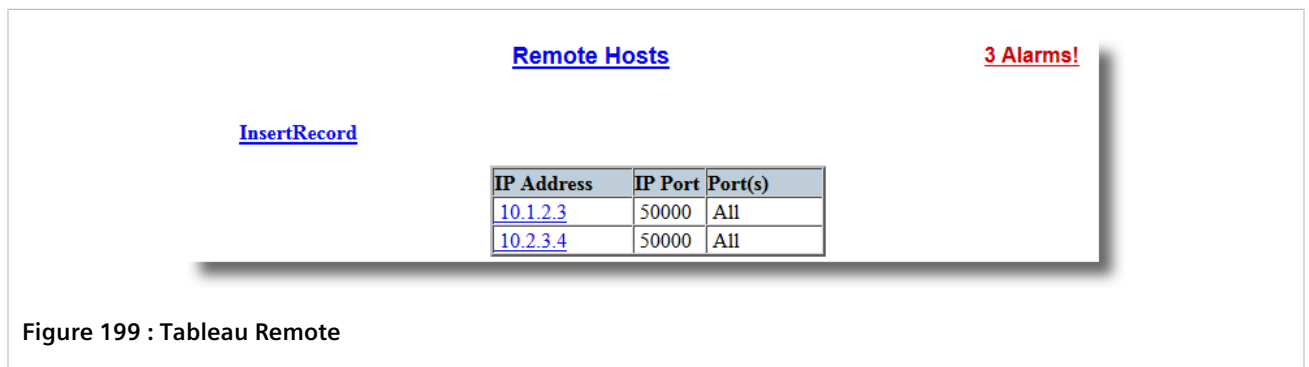 Remote Hosts
3 Alarms!
InsertRecord
IP Address IP Port Port(s)
10.1.2.3 50000 All
10.2.3.4 50000 All
Figure 199 : Tableau Remote